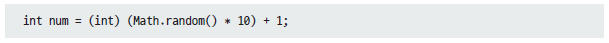 int num = (int) (Math.random() * 10) + 1;